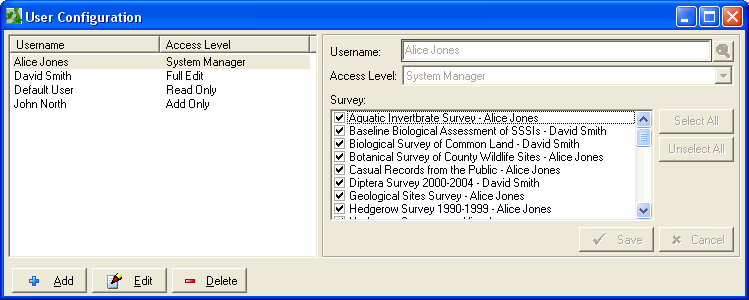 User Configuration
Username Access Level
Alice Jones System Manager
David Smith Full Edit
Default User Read Only
John North Add Only
Username: Alice Jones
Access Level: System Manager
Survey:
Aquatic Invertbrate Survey - Alice Jones
Baseline Biological Assessment of SSSIs - David Smith
Biological Survey of Common Land - David Smith
Botanical Survey of County Wildlife Sites - Alice Jones
Casual Records from the Public - Alice Jones
Diptera Survey 2000-2004 - David Smith
Geological Sites Survey - Alice Jones
Hedgerow Survey 1990-1999 - Alice Jones
Select All
Unselect All
Save Cancel
Add Edit Delete